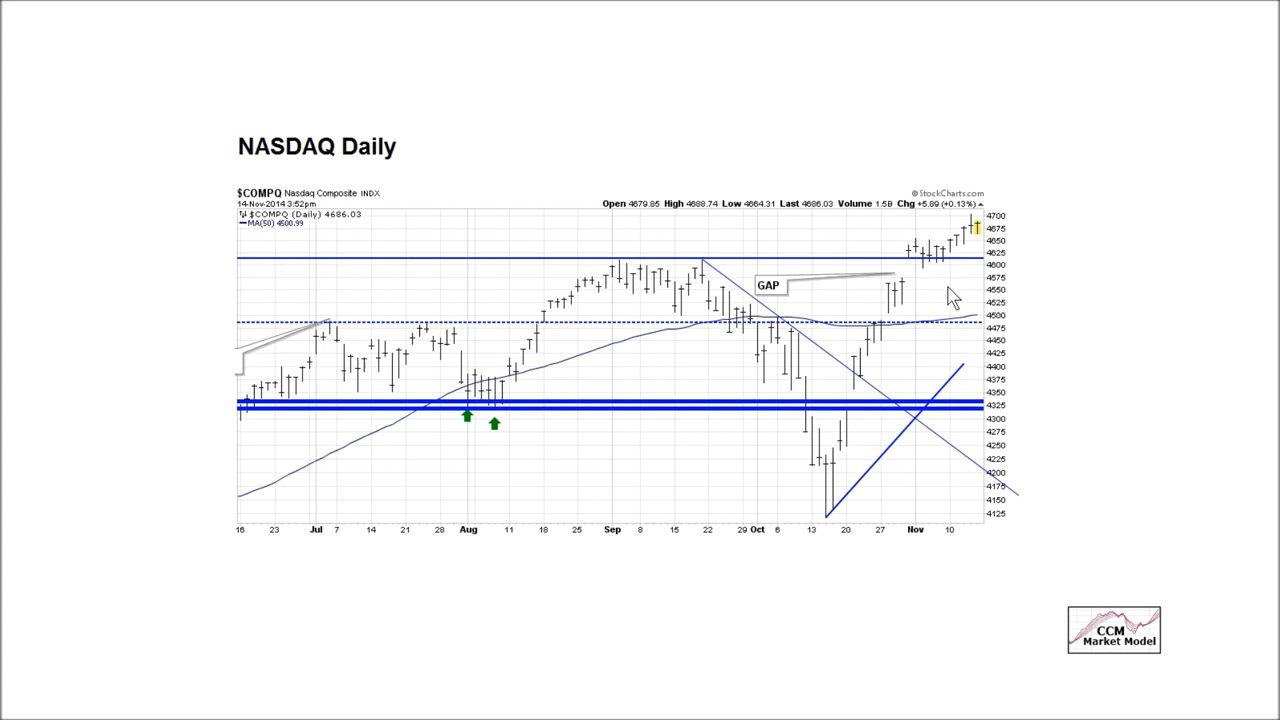 NASDAQ Daily
$COMPQ Nasdaq Composite INDX
© StockCharts.com
14-Nov-2014 3:52pm
Open 4679.85 High 4688.74 Low 4664.31 Last 4686.03 Volume 1.5B Chg +5.89 (+0.13%)
$COMPQ (Daily) 4686.03
MA(50) 4500.99
4700
4675
4650
4625
4600
4575
GAP
4550
4525
4500
4475
4450
4425
4400
4375
4350
4325
4300
4275
4250
4225
4200
4175
4150
4125
16 23 Jul 7 14 21 28 Aug 11 18 25 Sep 8 15 22 29 Oct 6 13 20 27 Nov 10
CCM
Market Model